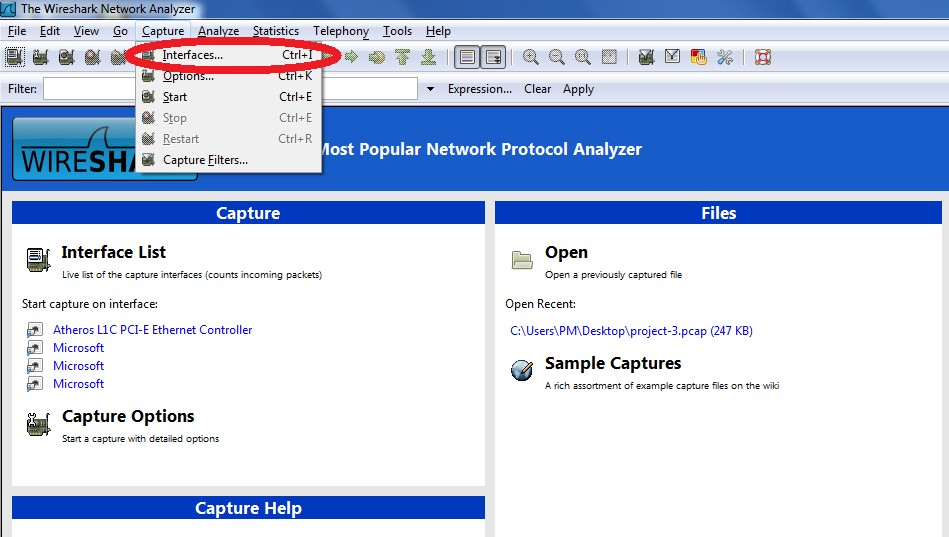 The Wireshark Network Analyzer
File Edit View Go Capture Analyze Statistics Telephony Tools Help
Interfaces... Ctrl+I
Options... Ctrl+K
Start Ctrl+E
Stop Ctrl+E
Restart Ctrl+R
Capture Filters...
Filter: Expression... Clear Apply
WIRESHA
Most Popular Network Protocol Analyzer
Capture
Interface List
Live list of the capture interfaces (counts incoming packets)
Start capture on interface:
Atheros L1C PCI-E Ethernet Controller
Microsoft
Microsoft
Microsoft
Capture Options
Start a capture with detailed options
Capture Help
Files
Open
Open a previously captured file
Open Recent:
C:\Users\PM\Desktop\project-3.pcap (247 KB)
Sample Captures
A rich assortment of example capture files on the wiki